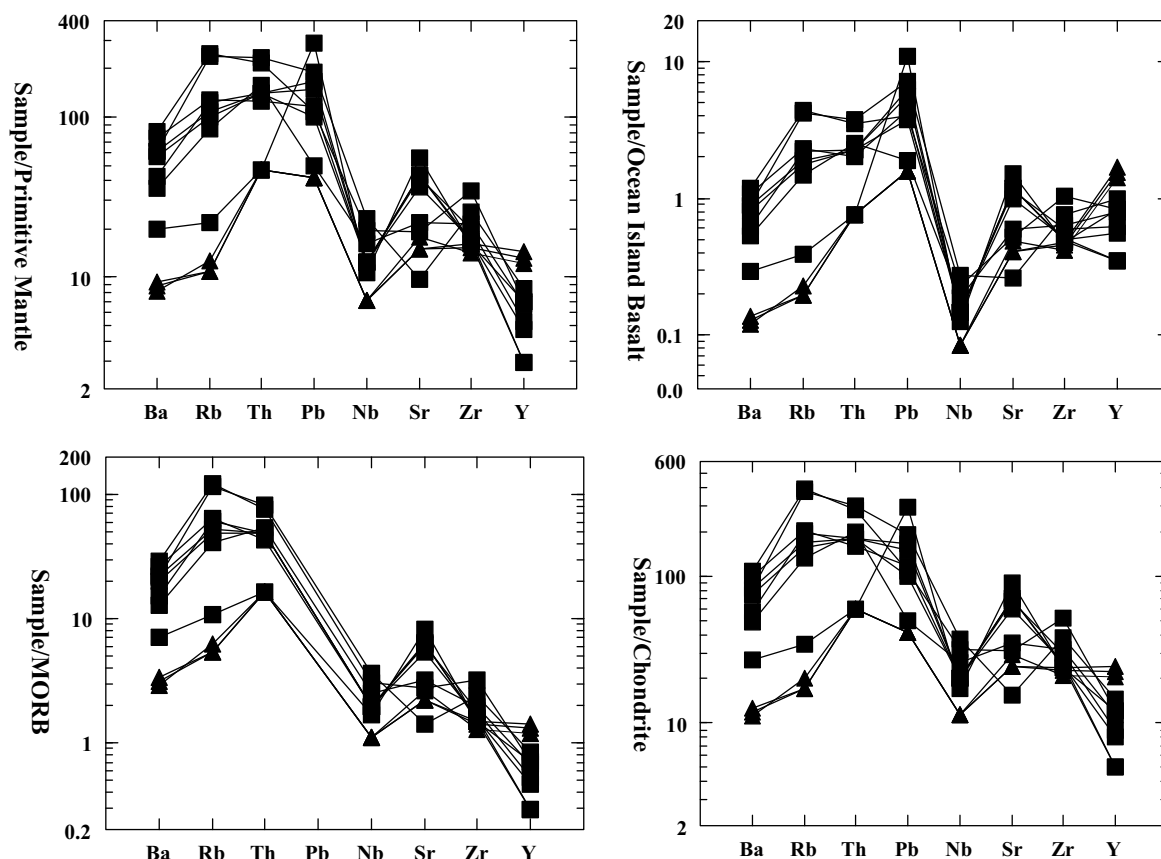 Sample/Primitive Mantle
400
100
10
2
Ba Rb Th Pb Nb Sr Zr Y
Sample/Ocean Island Basalt
20
10
1
0.1
0.0
Ba Rb Th Pb Nb Sr Zr Y
Sample/MORB
200
100
10
1
0.2
Ba Rb Th Pb Nb Sr Zr Y
Sample/Chondrite
600
100
10
2
Ba Rb Th Pb Nb Sr Zr Y